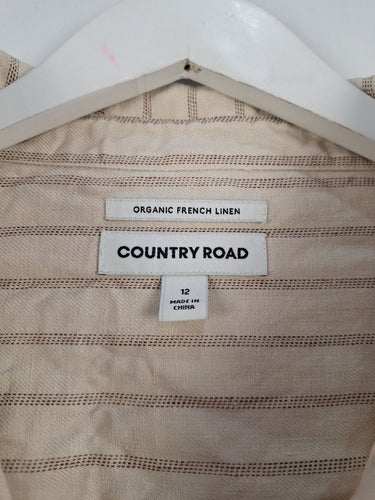 ORGANIC FRENCH LINEN
COUNTRY ROAD
12
MADE IN
CHINA